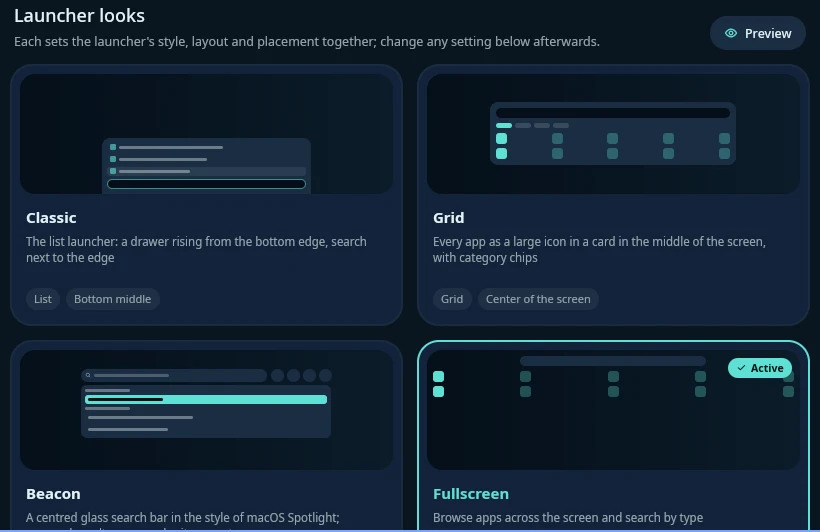 Launcher looks
Each sets the launcher's style, layout and placement together; change any setting below afterwards.
Preview
Classic
The list launcher: a drawer rising from the bottom edge, search
next to the edge
List
Bottom middle
Grid
Every app as a large icon in a card in the middle of the screen,
with category chips
Grid
Center of the screen
Beacon
A centred glass search bar in the style of macOS Spotlight;
Active
Fullscreen
Browse apps across the screen and search by type